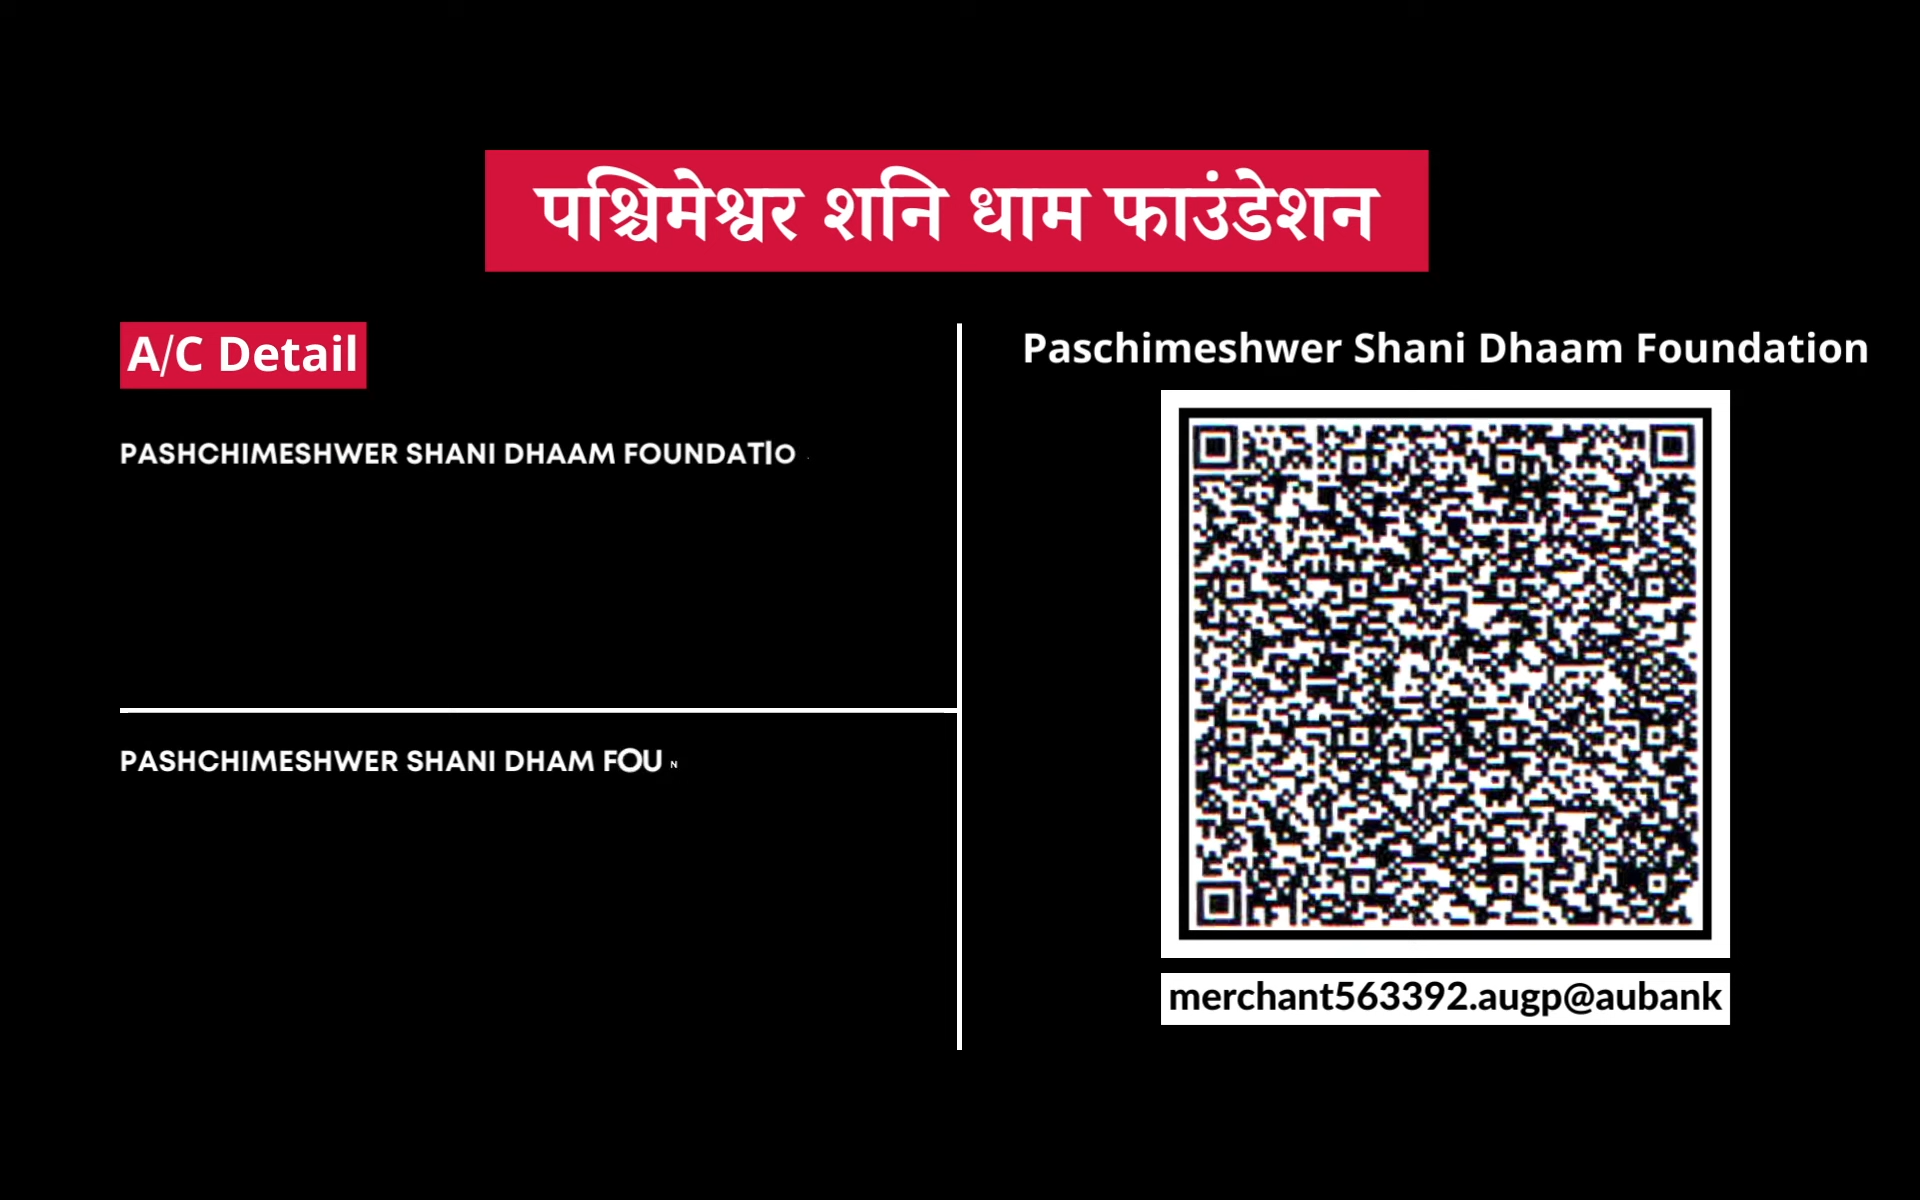 पश्चिमेश्वर शनि धाम फाउंडेशन
A/C Detail
PASHCHIMESHWER SHANI DHAAM FOUNDATIO
PASHCHIMESHWER SHANI DHAM FOUN
Paschimeshwer Shani Dhaam Foundation
merchant563392.augp@aubank